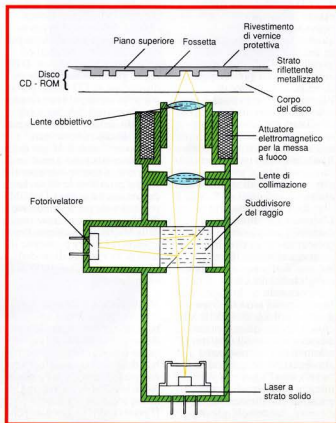 Rivestimento
di vernice
protettiva
Piano superiore
Fossetta
Strato
riflettente
metallizzato
Disco
CD - ROM
Corpo
del disco
Lente obbiettivo
Attuatore
elettromagnetico
per la messa
a fuoco
Lente di
collimazione
Fotorivelatore
Suddivisore
del raggio
Laser a
strato solido